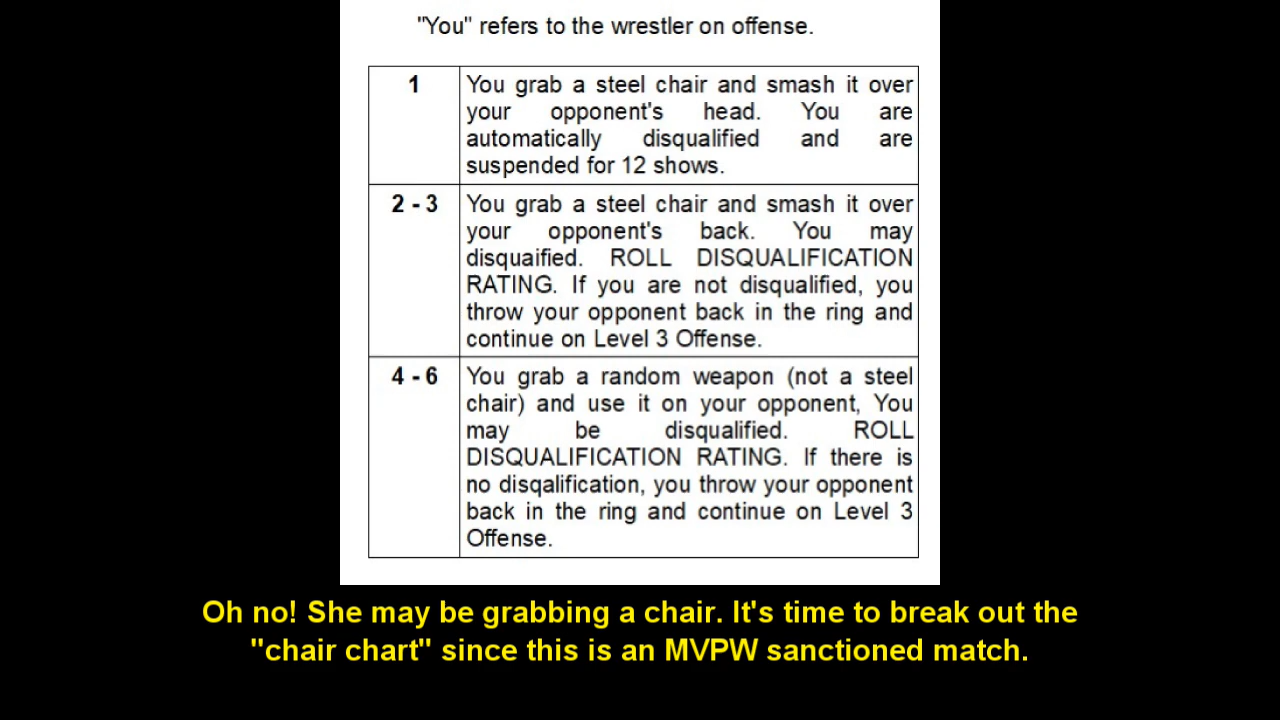 "You" refers to the wrestler on offense.
1
You grab a steel chair and smash it over
your opponent's head. You are
automatically disqualified and are
suspended for 12 shows.
2 - 3
You grab a steel chair and smash it over
your opponent's back. You may
disquaified. ROLL DISQUALIFICATION
RATING. If you are not disqualified, you
throw your opponent back in the ring and
continue on Level 3 Offense.
4 - 6
You grab a random weapon (not a steel
chair) and use it on your opponent, You
may be disqualified. ROLL
DISQUALIFICATION RATING. If there is
no disqalification, you throw your opponent
back in the ring and continue on Level 3
Offense.
Oh no! She may be grabbing a chair. It's time to break out the
"chair chart" since this is an MVPW sanctioned match.